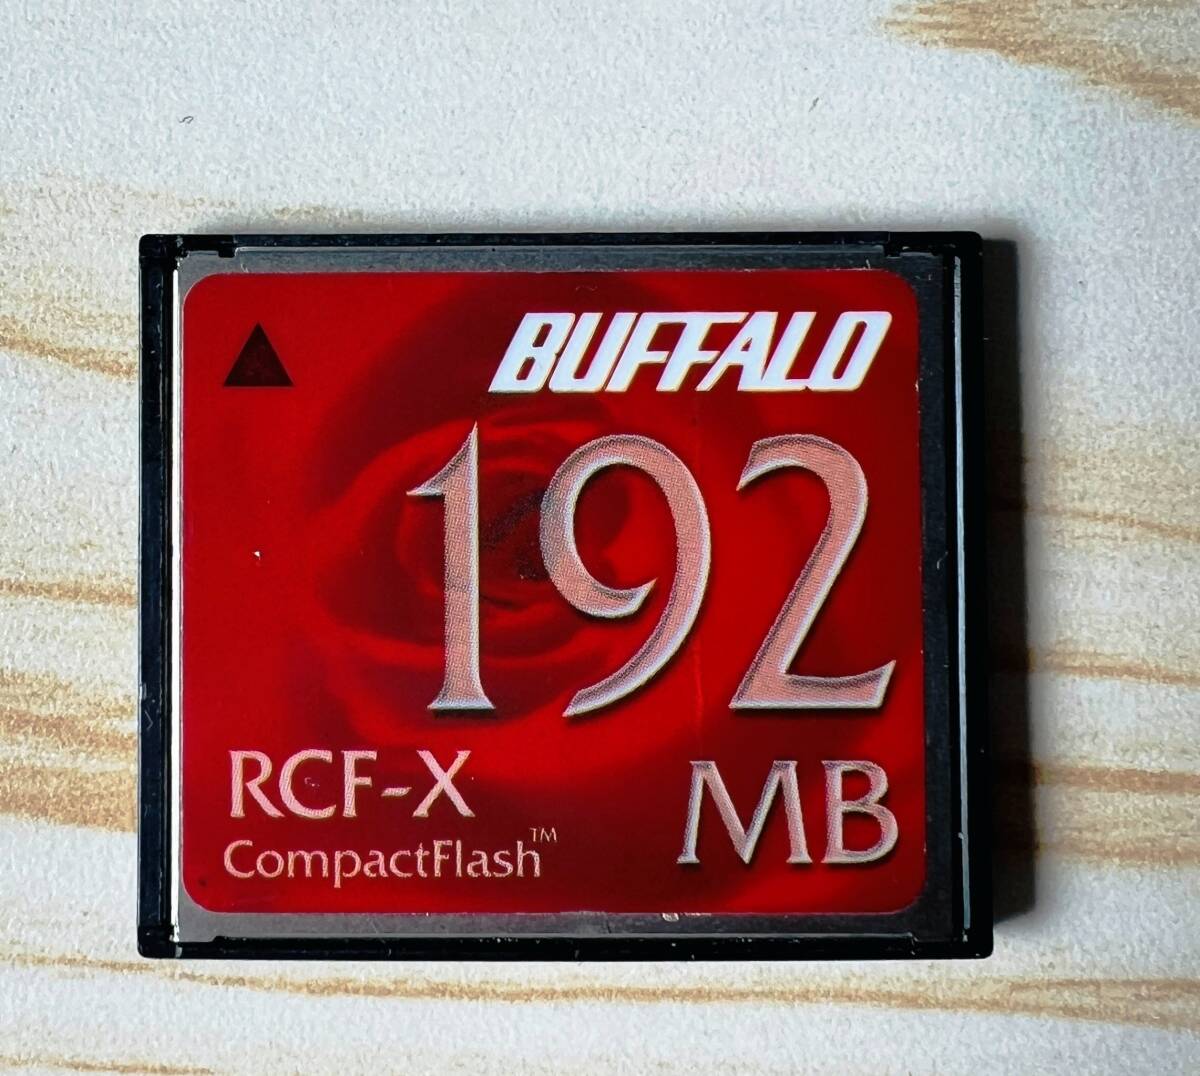 BUFFALO
192
MB
RCF-X
CompactFlash™